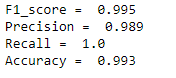 F1_score =  0.995
Precision =  0.989
Recall =  1.0
Accuracy =  0.993